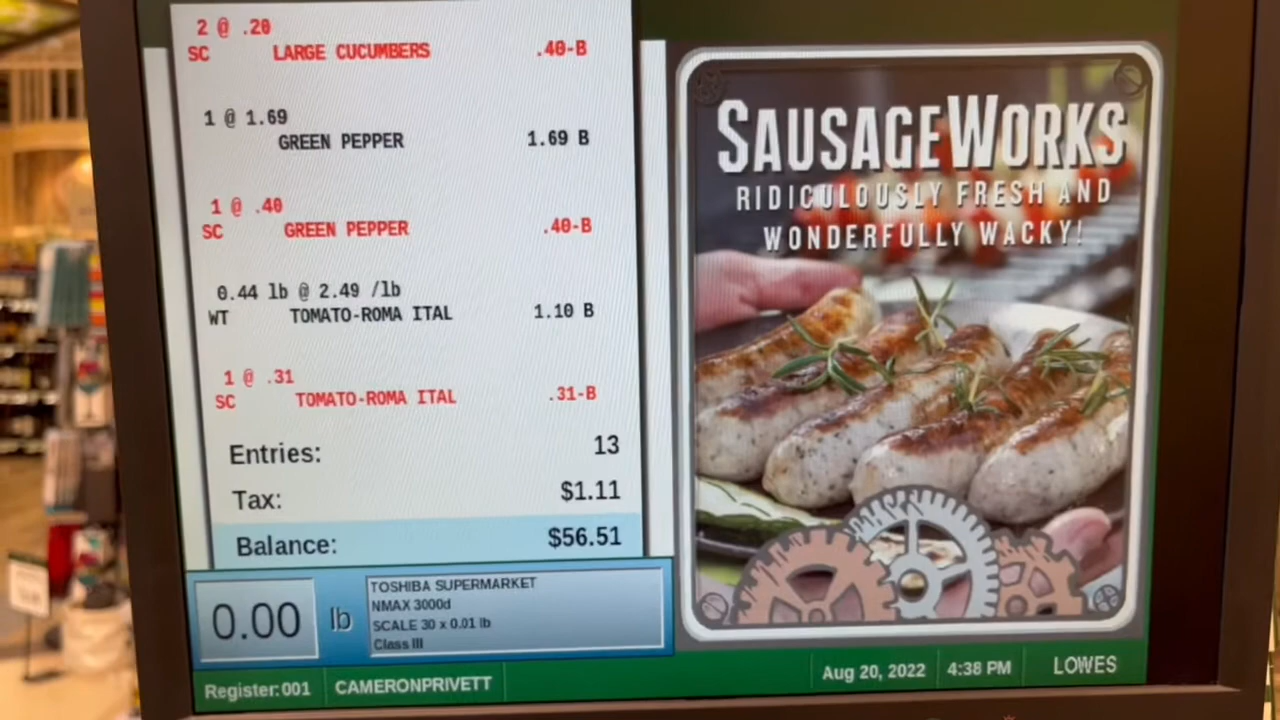 2 @ .20
SC LARGE CUCUMBERS .40-B
1 @ 1.69
GREEN PEPPER 1.69 B
1 @ .40
SC GREEN PEPPER .40-B
0.44 lb @ 2.49 /lb
WT TOMATO-ROMA ITAL 1.10 B
1 @ .31
SC TOMATO-ROMA ITAL .31-B
Entries: 13
Tax: $1.11
Balance: $56.51
0.00 lb
TOSHIBA SUPERMARKET
NMAX 3000d
SCALE 30 x 0.01 lb
Class III
Register:001 CAMERONPRIVETT
SAUSAGEWORKS
RIDICULOUSLY FRESH AND
WONDERFULLY WACKY!
Aug 20, 2022 4:38 PM LOWES